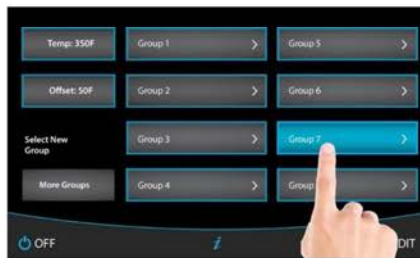 Temp: 350F
Group 1
Group 5
Offset: 50F
Group 2
Group 6
Select New
Group
Group 3
Group 7
More Groups
Group 4
Group
OFF
i
DIT